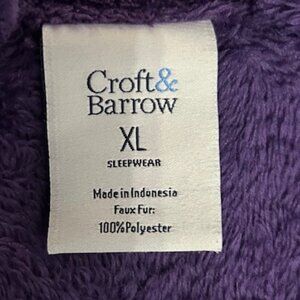 Croft&
Barrow
XL
SLEEPWEAR
Made in Indonesia
Faux Fur:
100%Polyester